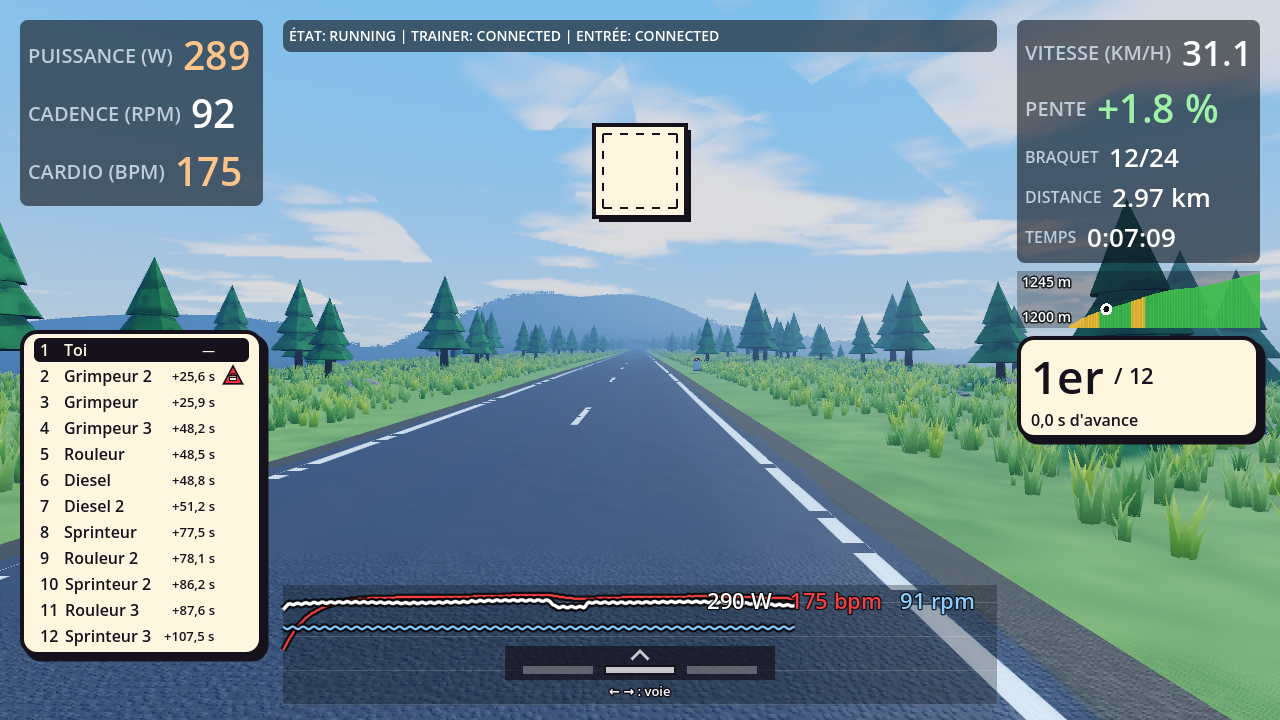 PUISSANCE (W) 289
CADENCE (RPM) 92
CARDIO (BPM) 175
ÉTAT: RUNNING | TRAINER: CONNECTED | ENTRÉE: CONNECTED
VITESSE (KM/H) 31.1
PENTE +1.8 %
BRAQUET 12/24
DISTANCE 2.97 km
TEMPS 0:07:09
1245 m
1200 m
1er / 12
0,0 s d'avance
1 Toi —
2 Grimpeur 2 +25,6 s
3 Grimpeur +25,9 s
4 Grimpeur 3 +48,2 s
5 Rouleur +48,5 s
6 Diesel +48,8 s
7 Diesel 2 +51,2 s
8 Sprinteur +77,5 s
9 Rouleur 2 +78,1 s
10 Sprinteur 2 +86,2 s
11 Rouleur 3 +87,6 s
12 Sprinteur 3 +107,5 s
290 W 175 bpm 91 rpm
← → : voie